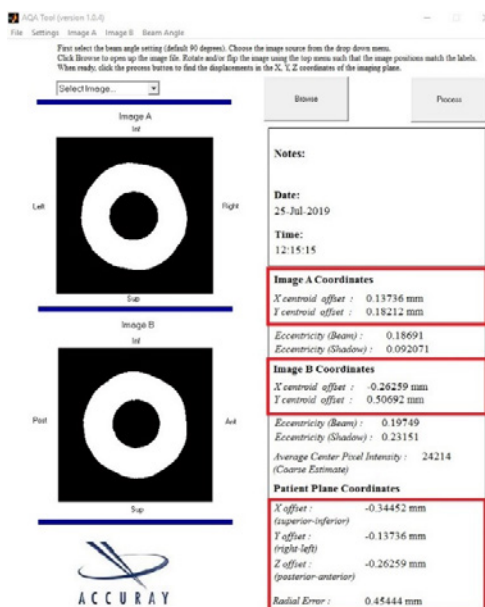 AQA Tool (version 1.0.4)
File Settings Image A Image B Beam Angle
First select the beam angle setting (default 90 degrees). Choose the image source from the drop down menu.
Click Browse to open up the image file. Rotate and/or flip the image using the top menu such that the image positions match the labels.
When ready, click the process button to find the displacements in the X, Y, Z coordinates of the imaging plane.
Select Image...
Browse
Process
Image A
Inf
Left
Right
Sup
Image B
Inf
Post
Ant
Sup
ACCURAY
Notes:
Date:
25-Jul-2019
Time:
12:15:15
Image A Coordinates
X centroid offset : 0.13736 mm
Y centroid offset : 0.18212 mm
Eccentricity (Beam) : 0.18691
Eccentricity (Shadow) : 0.092071
Image B Coordinates
X centroid offset : -0.26259 mm
Y centroid offset : 0.50692 mm
Eccentricity (Beam) : 0.19749
Eccentricity (Shadow) : 0.23151
Average Center Pixel Intensity : 24214
(Coarse Estimate)
Patient Plane Coordinates
X offset : -0.34452 mm
(superior-inferior)
Y offset : -0.13736 mm
(right-left)
Z offset : -0.26259 mm
(posterior-anterior)
Radial Error : 0.45444 mm